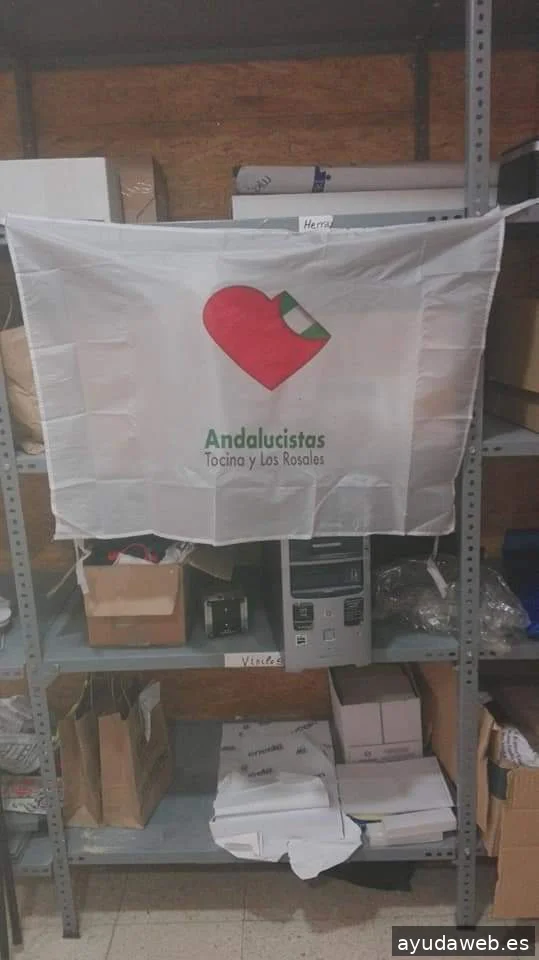 Herra
Andalucistas
Tocina y Los Rosales
Vinilos
ayudaweb.es